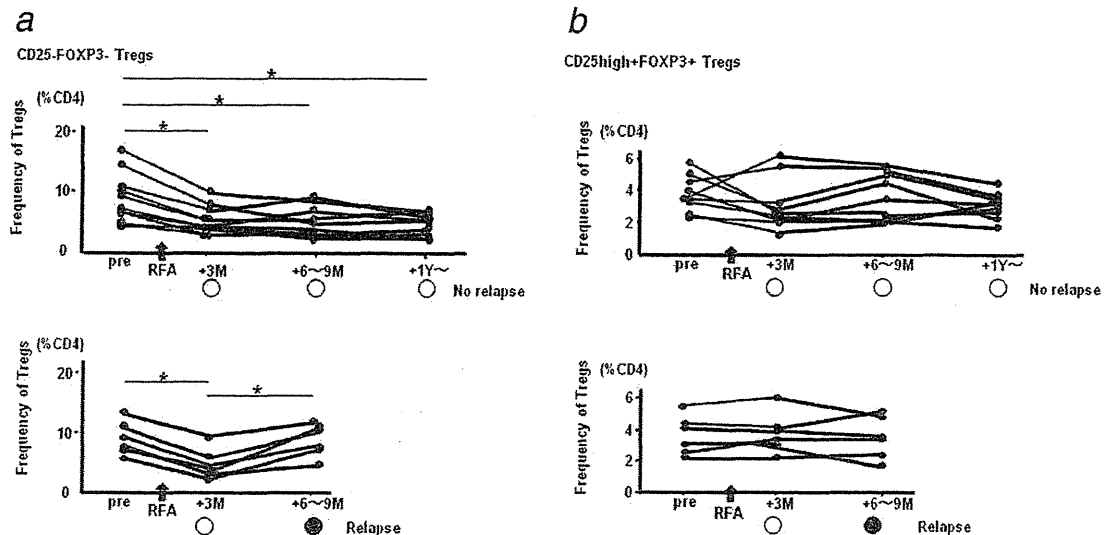 a
CD25-FOXP3- Tregs
*
*
*
(%CD4)
Frequency of Tregs
20
10
0
pre
RFA
+3M
+6～9M
+1Y～
No relapse
(%CD4)
Frequency of Tregs
*
*
20
10
0
pre
RFA
+3M
+6～9M
Relapse
b
CD25high+FOXP3+ Tregs
(%CD4)
Frequency of Tregs
6
4
2
0
pre
RFA
+3M
+6～9M
+1Y～
No relapse
(%CD4)
Frequency of Tregs
6
4
2
0
pre
RFA
+3M
+6～9M
Relapse